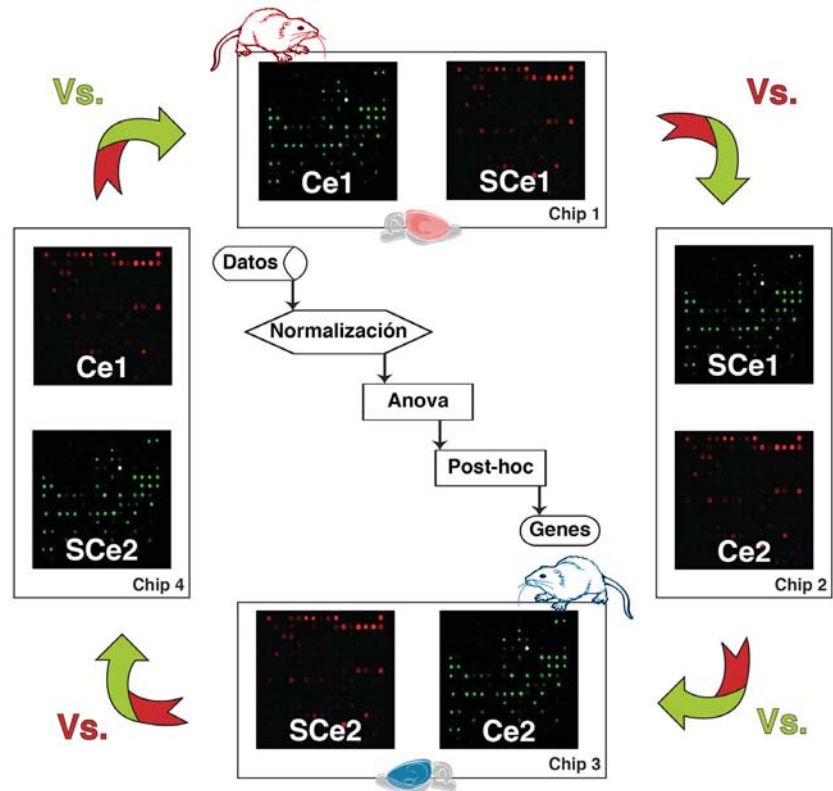 Vs.
Vs.
Ce1
SCe1
Chip 1
Datos
Normalización
Anova
Post-hoc
Genes
Ce1
SCe2
Chip 4
SCe1
Ce2
Chip 2
SCe2
Ce2
Chip 3
Vs.
Vs.